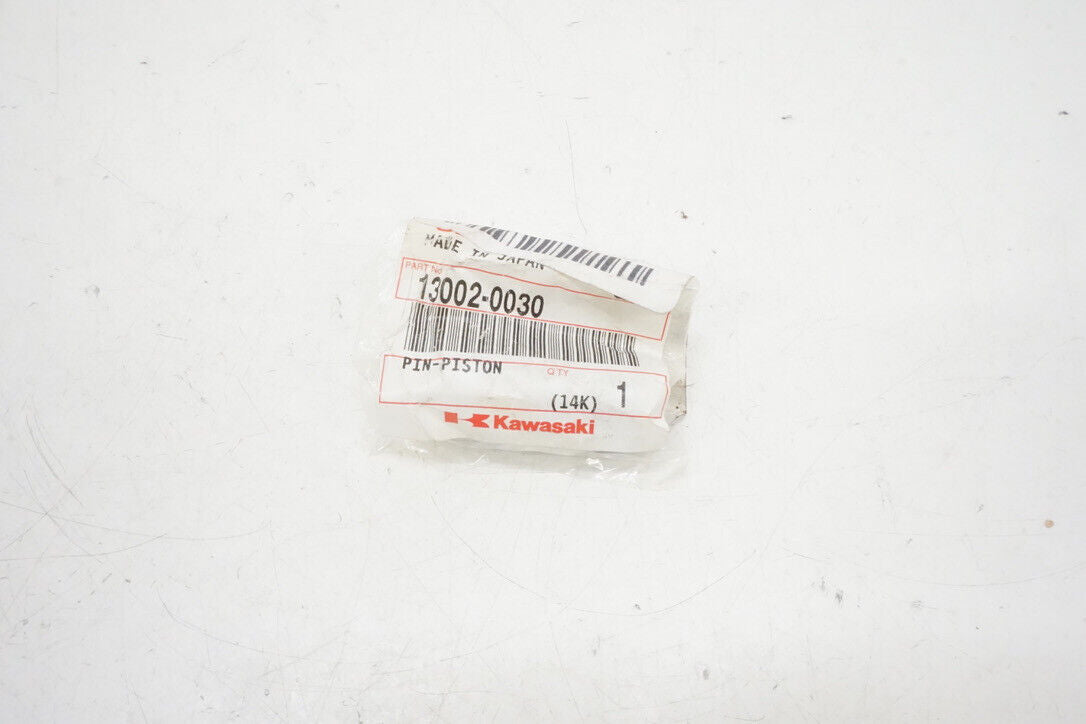 MADE IN JAPAN
PART No
13002-0030
PIN-PISTON
QTY
(14K) 1
Kawasaki